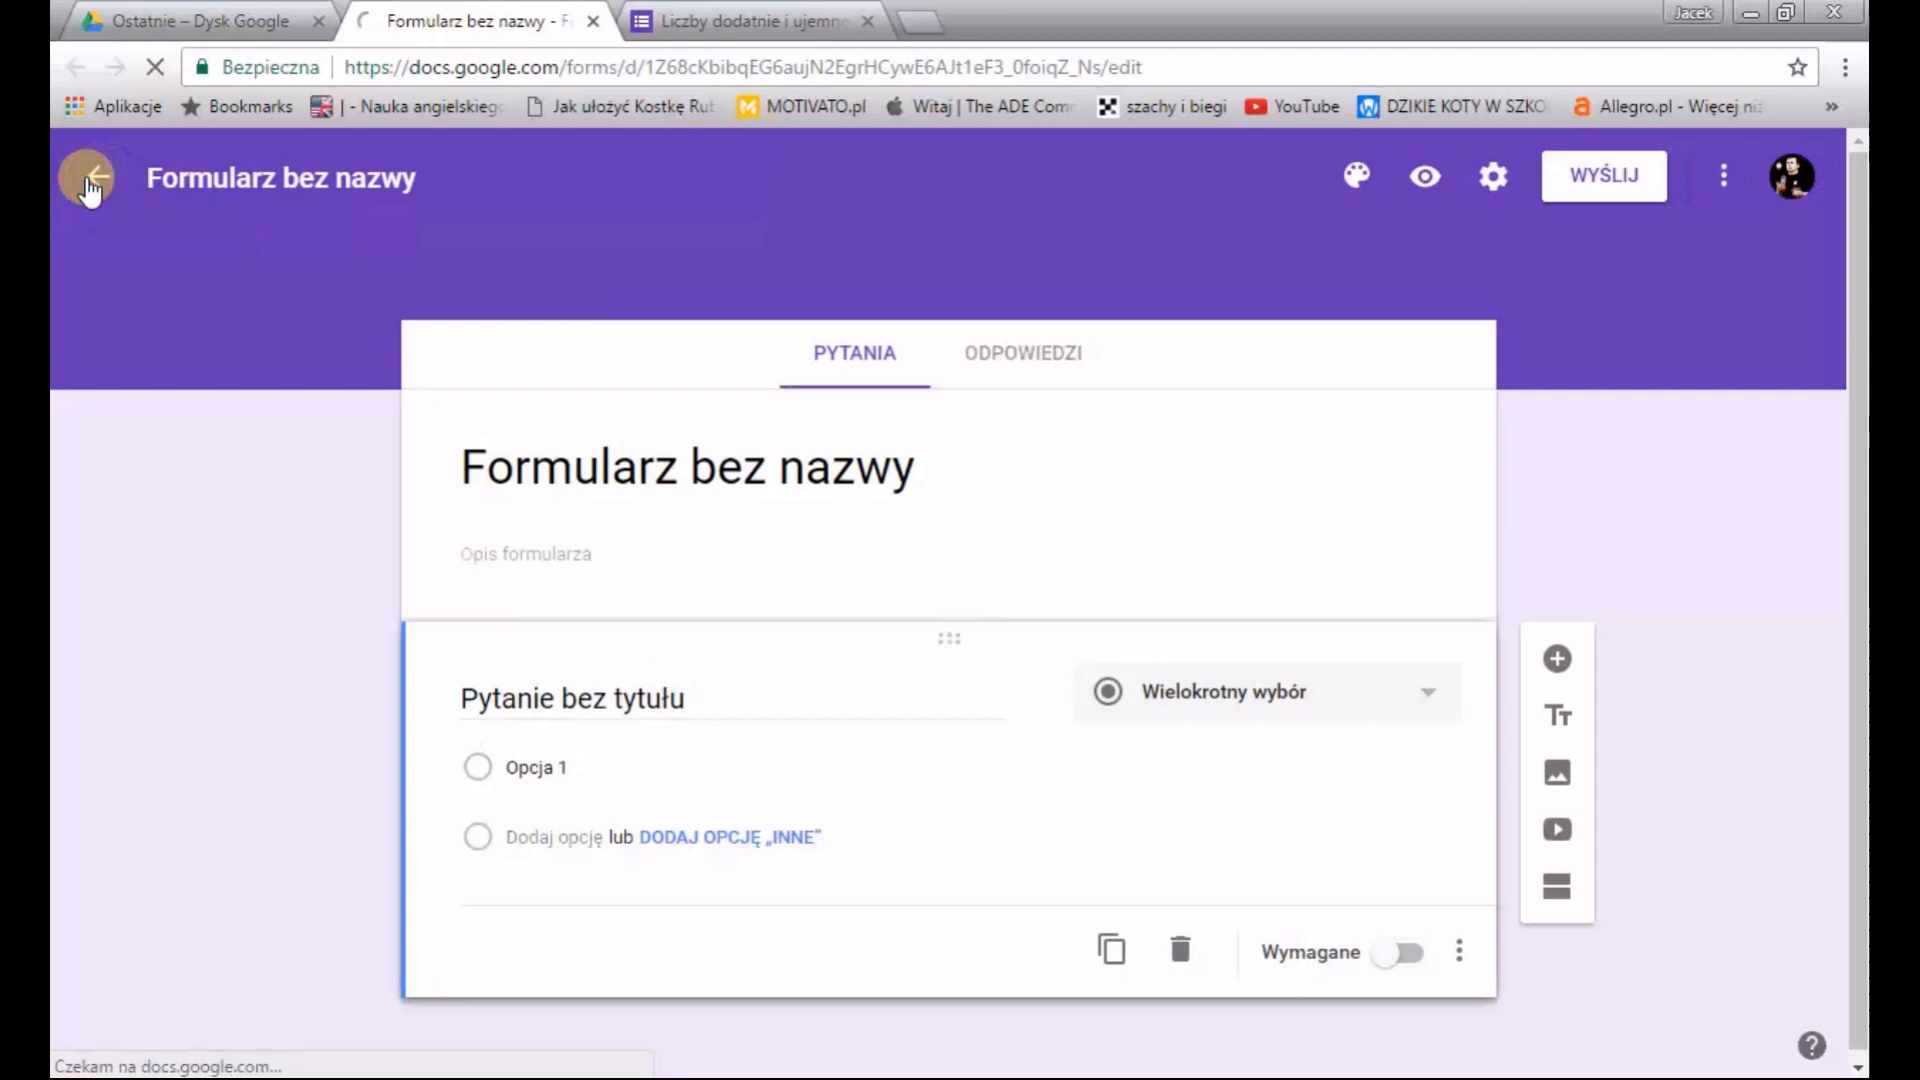 Ostatnie – Dysk Google
Formularz bez nazwy - F
Liczby dodatnie i ujemne
Jacek
Bezpieczna
https://docs.google.com/forms/d/1Z68cKbibqEG6aujN2EgrHCywE6AJt1eF3_0foiqZ_Ns/edit
Aplikacje
Bookmarks
| - Nauka angielskieg
Jak ułożyć Kostkę Rub
MOTIVATO.pl
Witaj | The ADE Com
szachy i biegi
YouTube
DZIKIE KOTY W SZKO
Allegro.pl - Więcej niż
»
Formularz bez nazwy
WYŚLIJ
PYTANIA
ODPOWIEDZI
Formularz bez nazwy
Opis formularza
Pytanie bez tytułu
Wielokrotny wybór
Opcja 1
Dodaj opcję lub DODAJ OPCJĘ „INNE”
Wymagane
Czekam na docs.google.com...